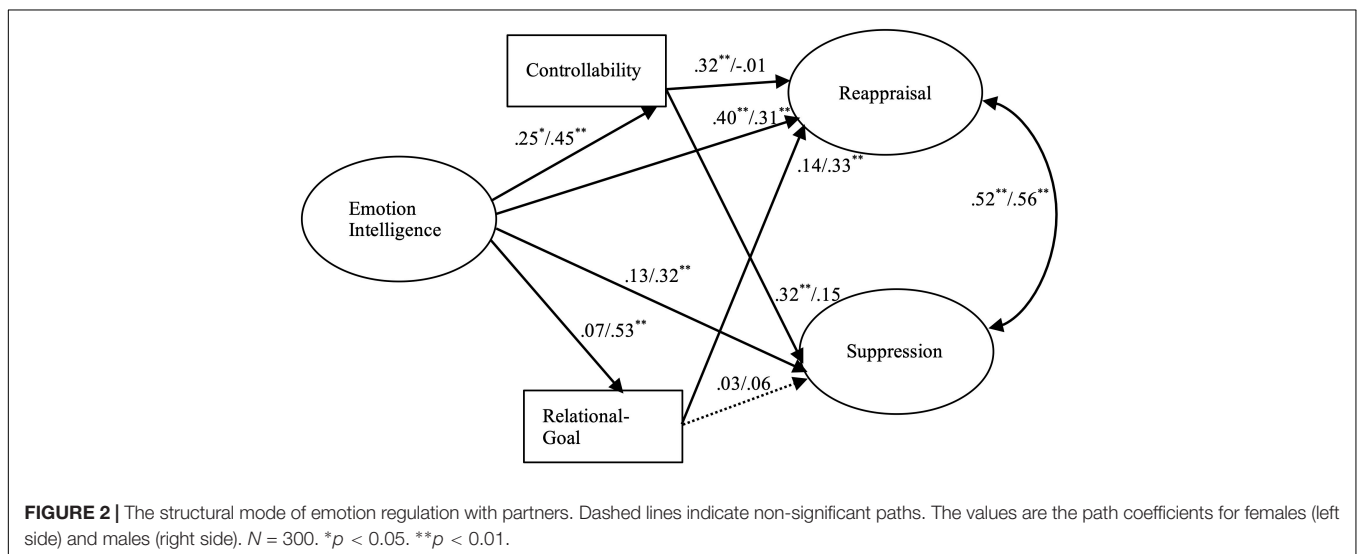 Controllability
.32**/-.01
Reappraisal
.40**/.31**
.25*/.45**
.14/.33**
.52**/.56**
Emotion
Intelligence
.13/.32**
.32**/.15
.07/.53**
Suppression
.03/.06
Relational-
Goal
FIGURE 2 | The structural mode of emotion regulation with partners. Dashed lines indicate non-significant paths. The values are the path coefficients for females (left
side) and males (right side). N = 300. *p < 0.05. **p < 0.01.